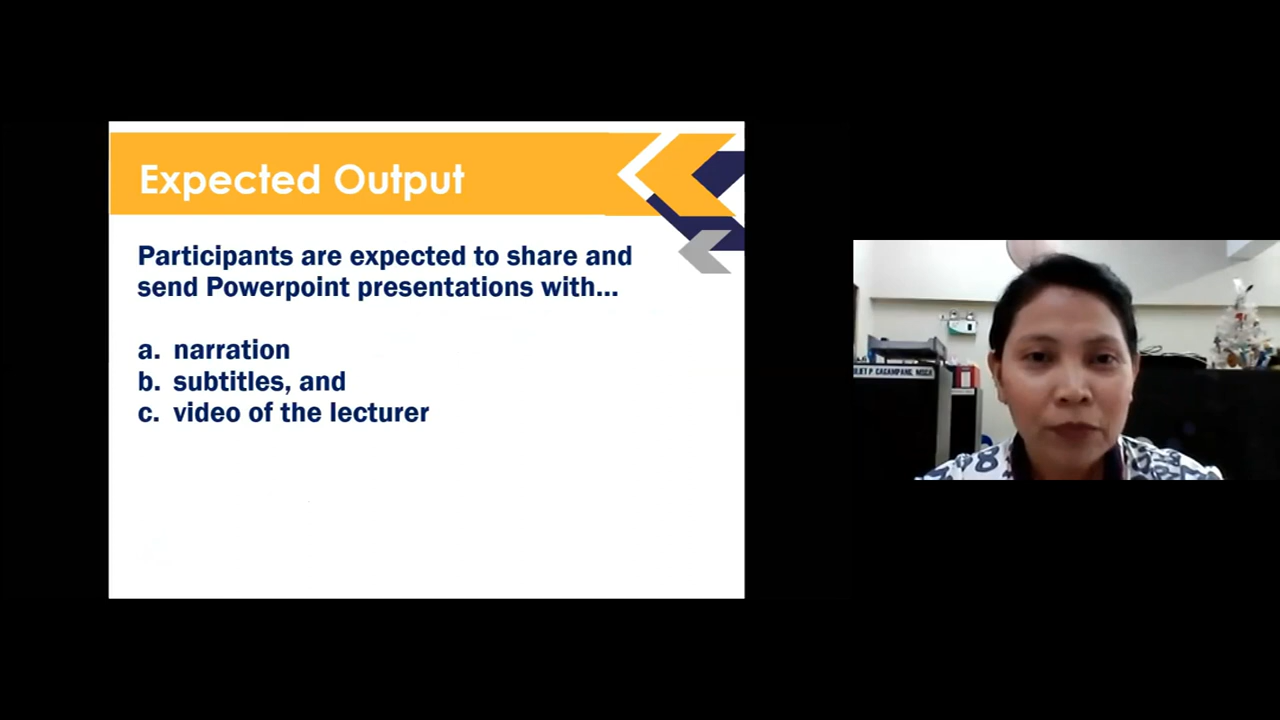 Expected Output
Participants are expected to share and
send Powerpoint presentations with...
a. narration
b. subtitles, and
c. video of the lecturer
P. CAGAMPANG,